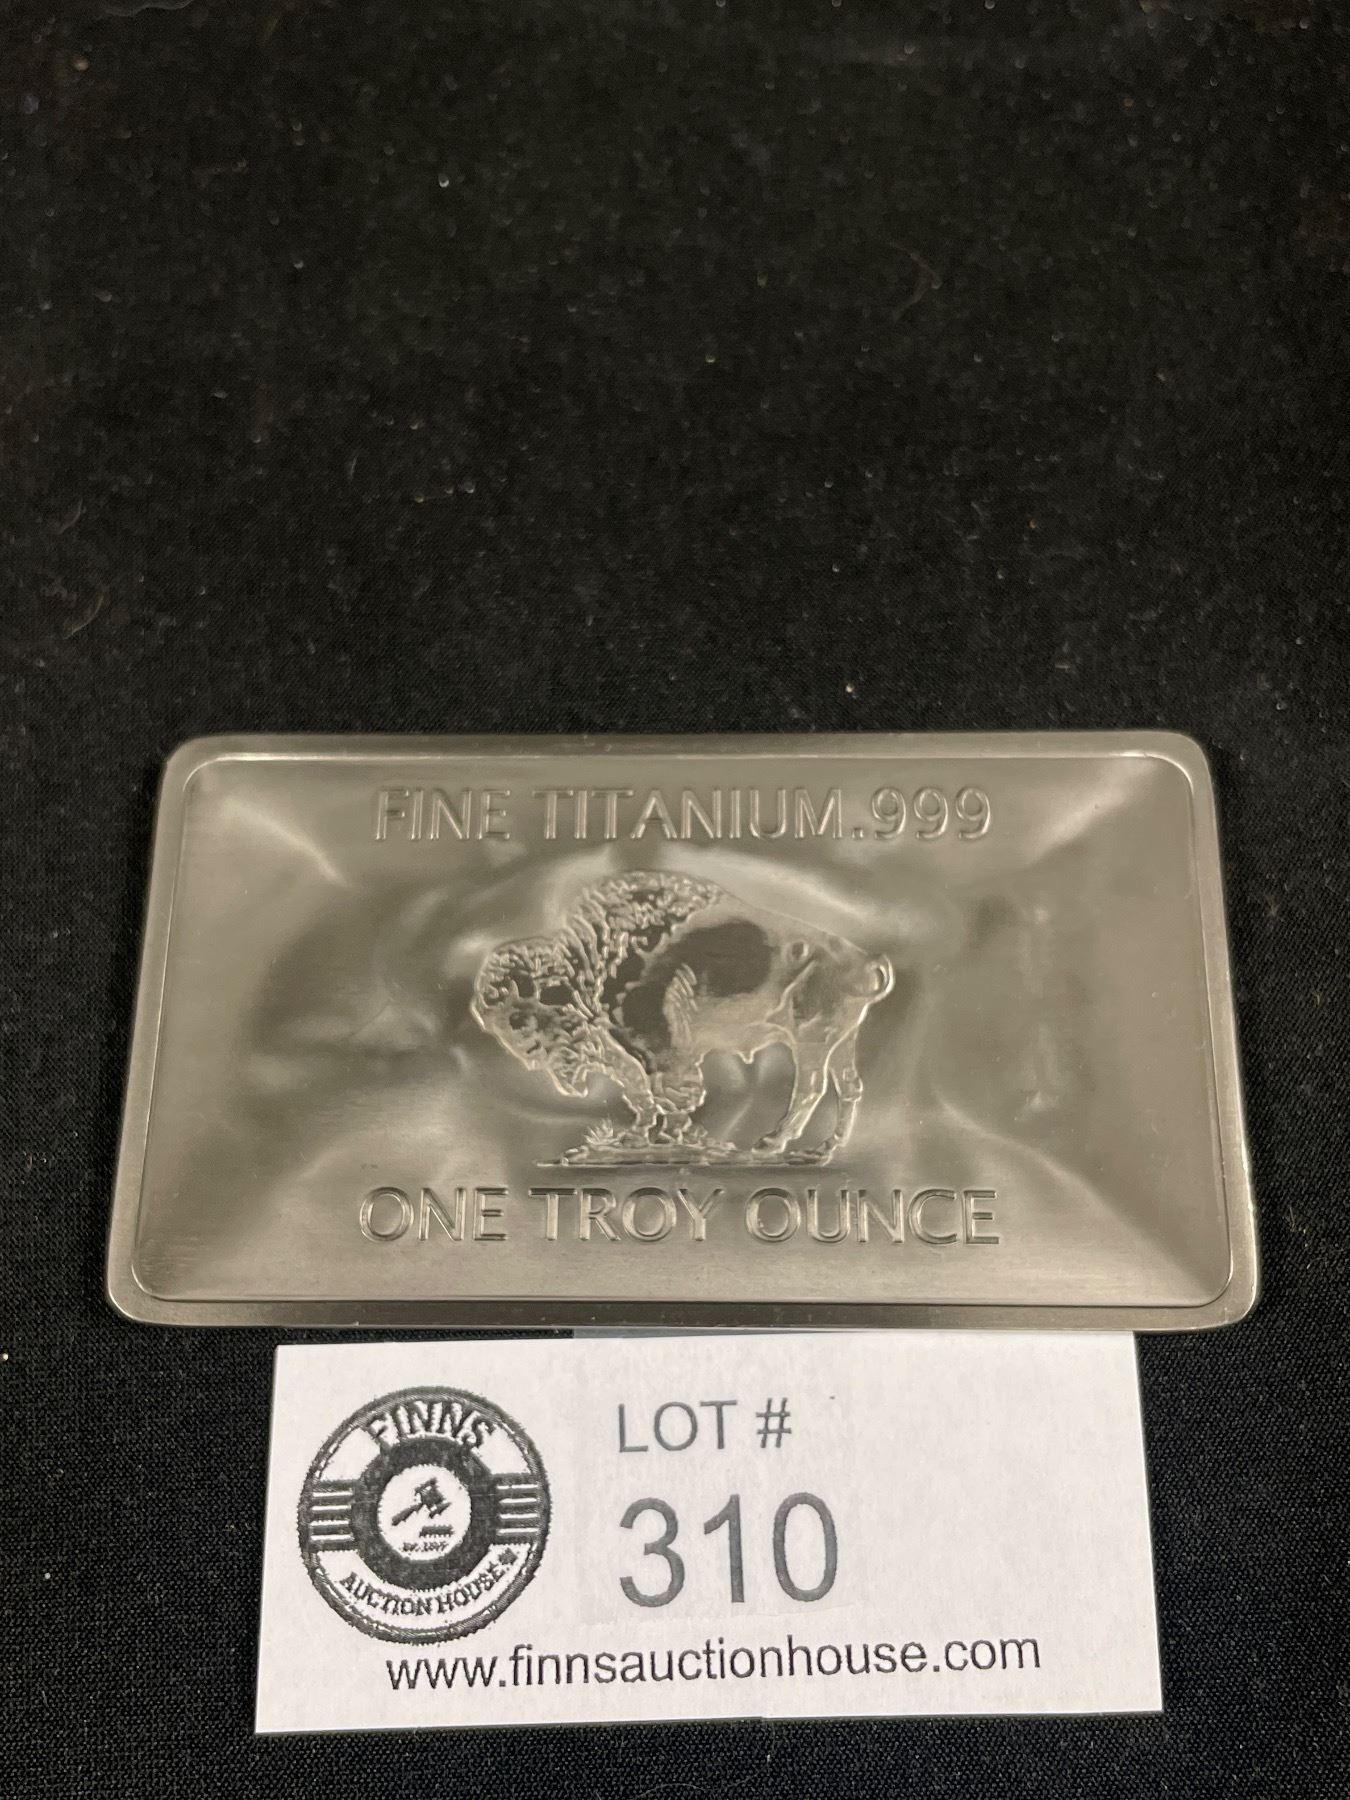 FINE TITANIUM.999
ONE TROY OUNCE
FINNS
AUCTION HOUSE
LOT #
310
www.finnsauctionhouse.com